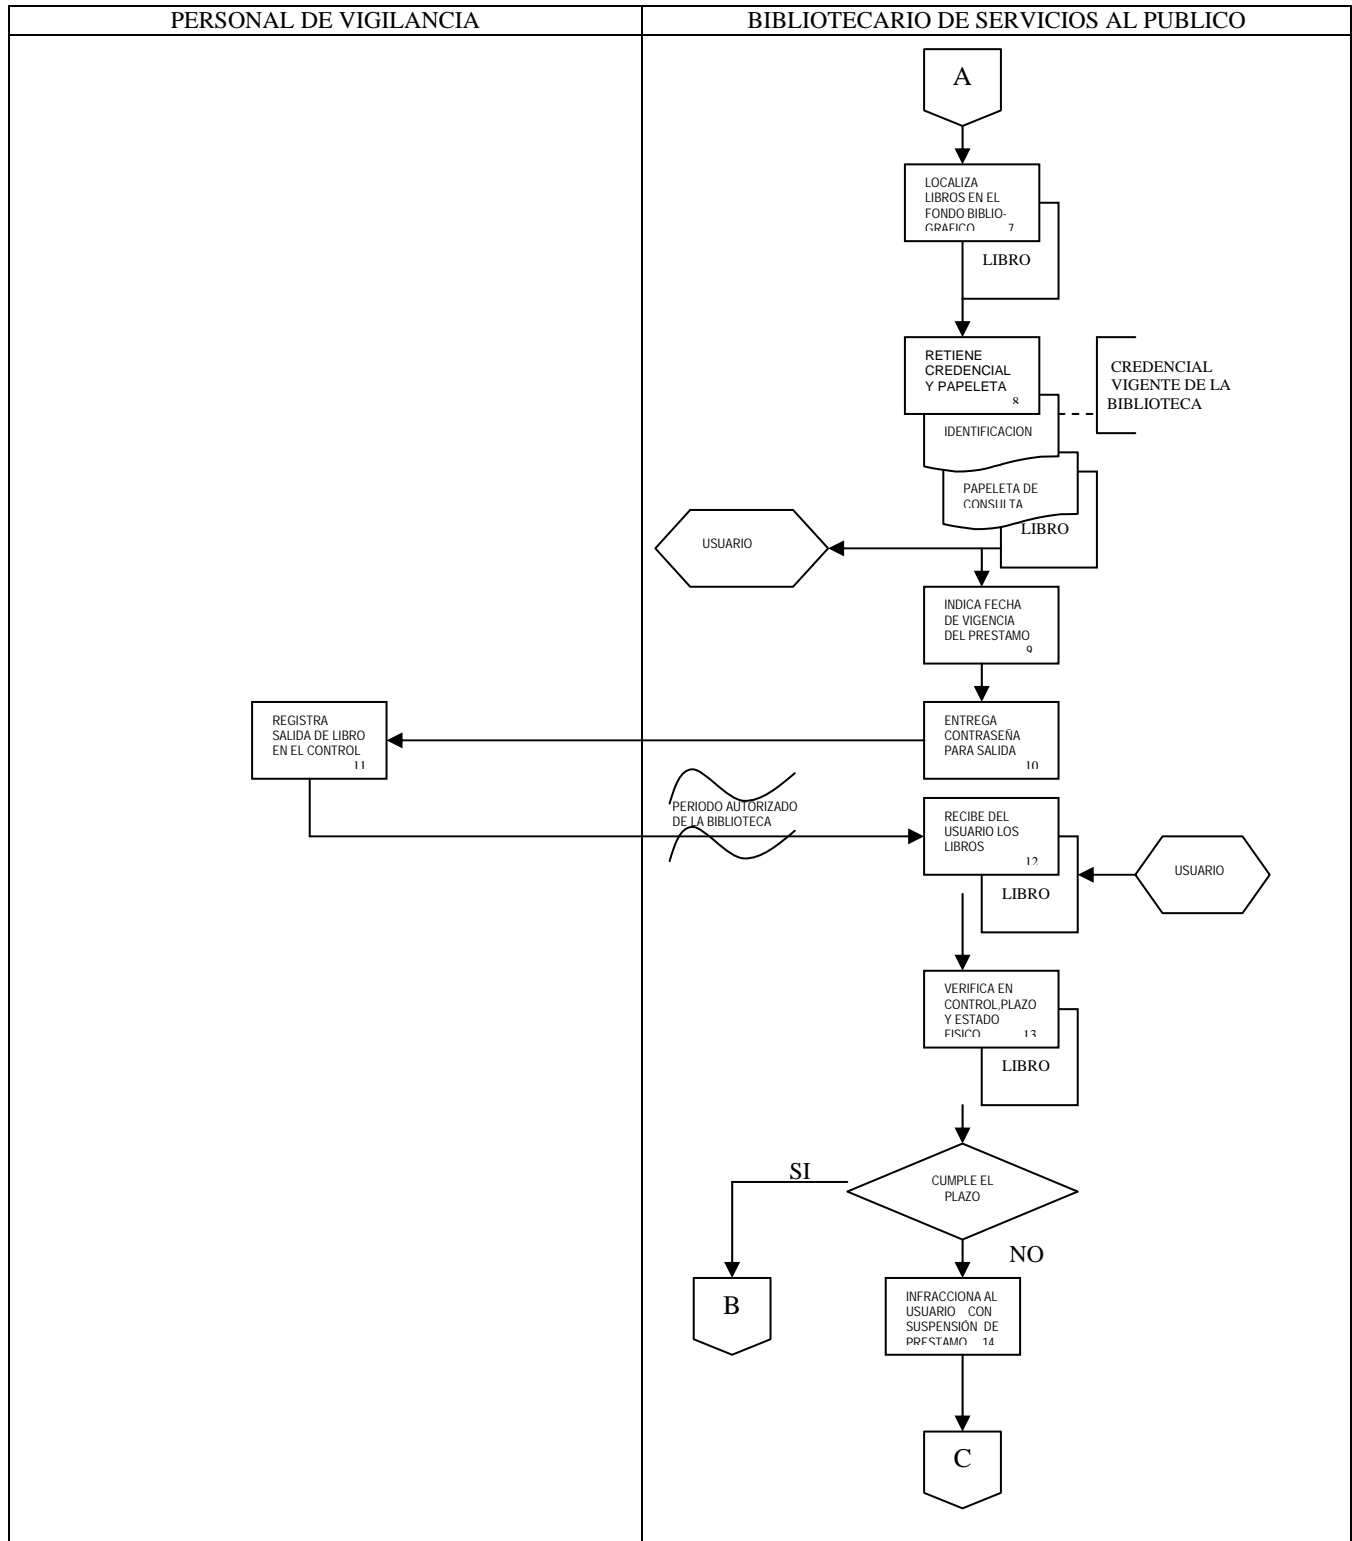 PERSONAL DE VIGILANCIA
BIBLIOTECARIO DE SERVICIOS AL PUBLICO
A
LOCALIZA
LIBROS EN EL
FONDO BIBLIO-
GRAFICO 7
LIBRO
RETIENE
CREDENCIAL
Y PAPELETA
8
CREDENCIAL
VIGENTE DE LA
BIBLIOTECA
IDENTIFICACION
PAPELETA DE
CONSULTA
LIBRO
USUARIO
INDICA FECHA
DE VIGENCIA
DEL PRESTAMO
9
REGISTRA
SALIDA DE LIBRO
EN EL CONTROL
11
ENTREGA
CONTRASEÑA
PARA SALIDA
10
PERIODO AUTORIZADO
DE LA BIBLIOTECA
RECIBE DEL
USUARIO LOS
LIBROS
12
LIBRO
USUARIO
VERIFICA EN
CONTROL,PLAZO
Y ESTADO
FISICO 13
LIBRO
CUMPLE EL
PLAZO
SI
NO
B
INFRACCIONA AL
USUARIO CON
SUSPENSIÓN DE
PRESTAMO 14
C